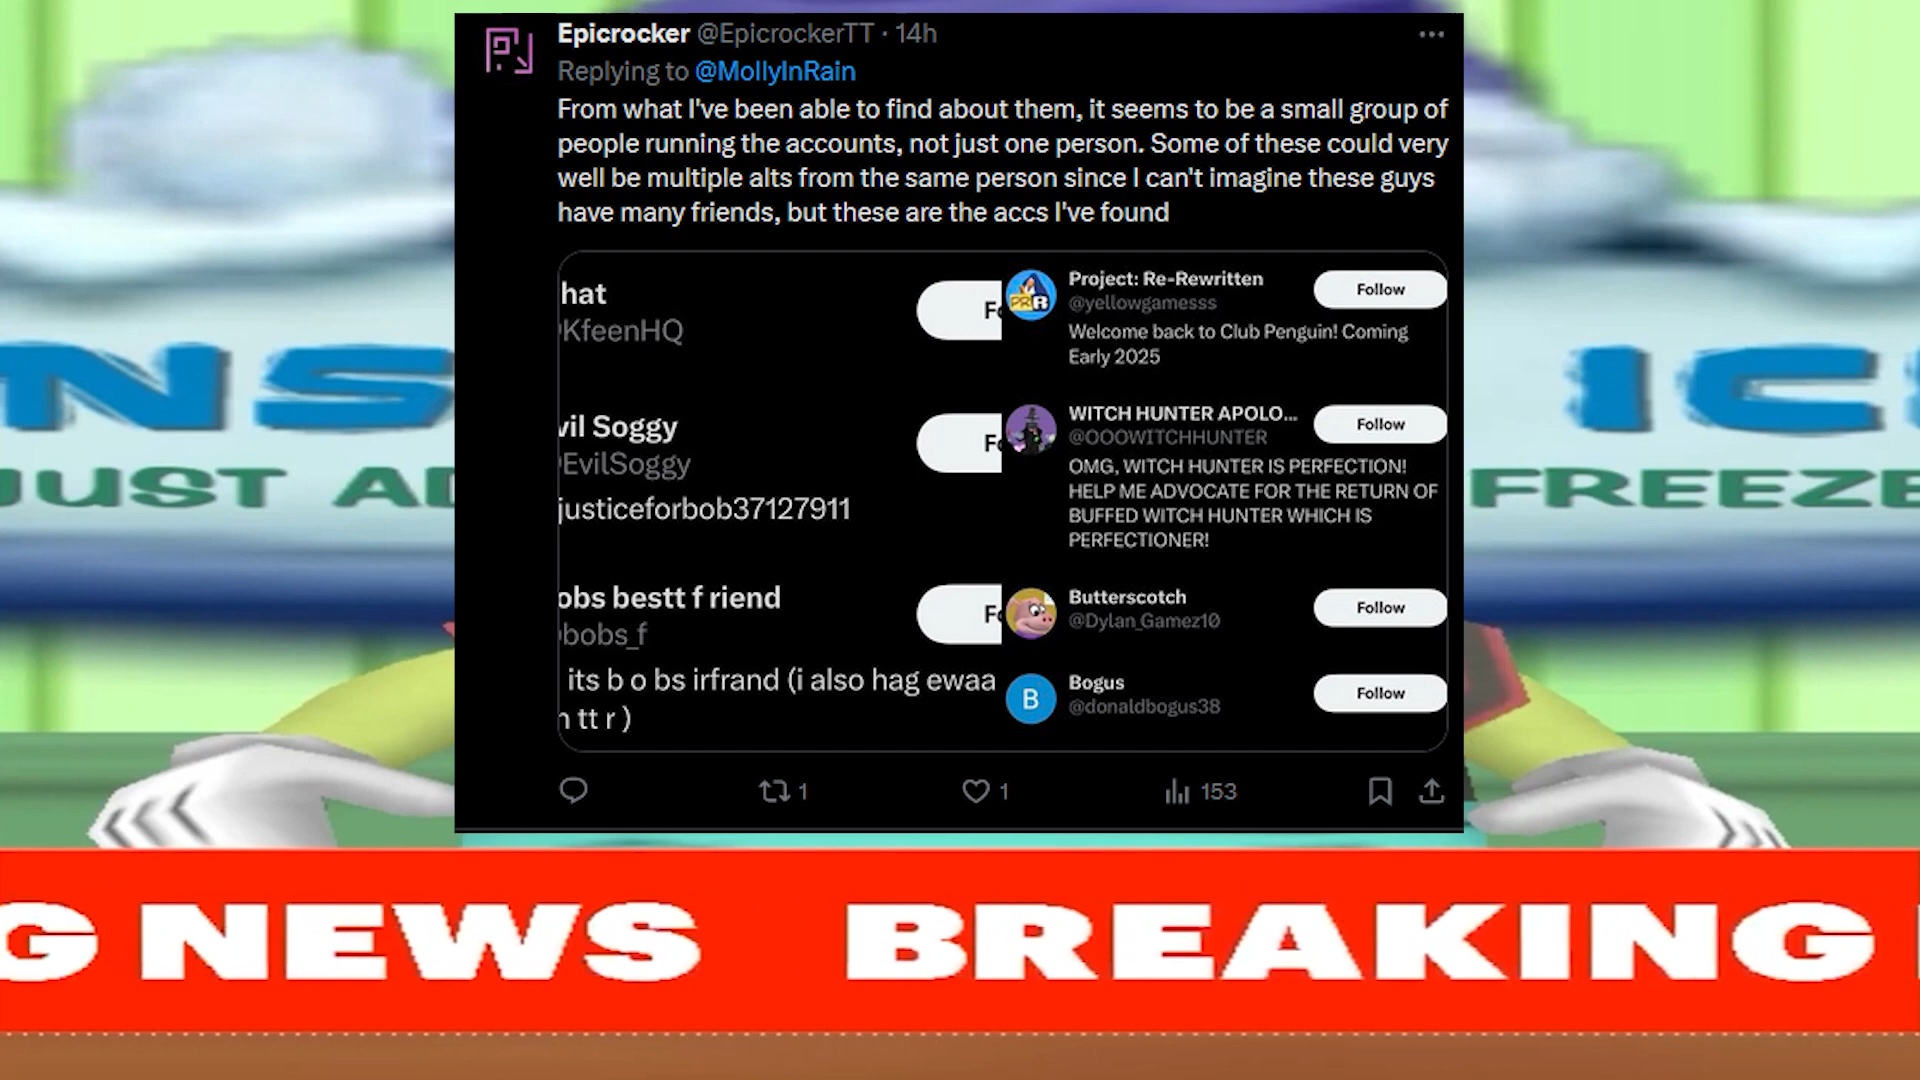 Epicrocker @EpicrockerTT · 14h
Replying to @MollyInRain
From what I've been able to find about them, it seems to be a small group of
people running the accounts, not just one person. Some of these could very
well be multiple alts from the same person since I can't imagine these guys
have many friends, but these are the accs I've found
hat
KfeenHQ
Fo
vil Soggy
EvilSoggy
Fo
justiceforbob37127911
obs bestt f riend
bobs_f
Fo
its b o bs irfrand (i also hag ewaa
n tt r )
Project: Re-Rewritten
@yellowgamesss
Follow
Welcome back to Club Penguin! Coming
Early 2025
WITCH HUNTER APOLO...
@OOOWITCHHUNTER
Follow
OMG, WITCH HUNTER IS PERFECTION!
HELP ME ADVOCATE FOR THE RETURN OF
BUFFED WITCH HUNTER WHICH IS
PERFECTIONER!
Butterscotch
@Dylan_Gamez10
Follow
B
Bogus
@donaldbogus38
Follow
1 1 153
NS
JUST AD
IC
FREEZE
G NEWS BREAKING